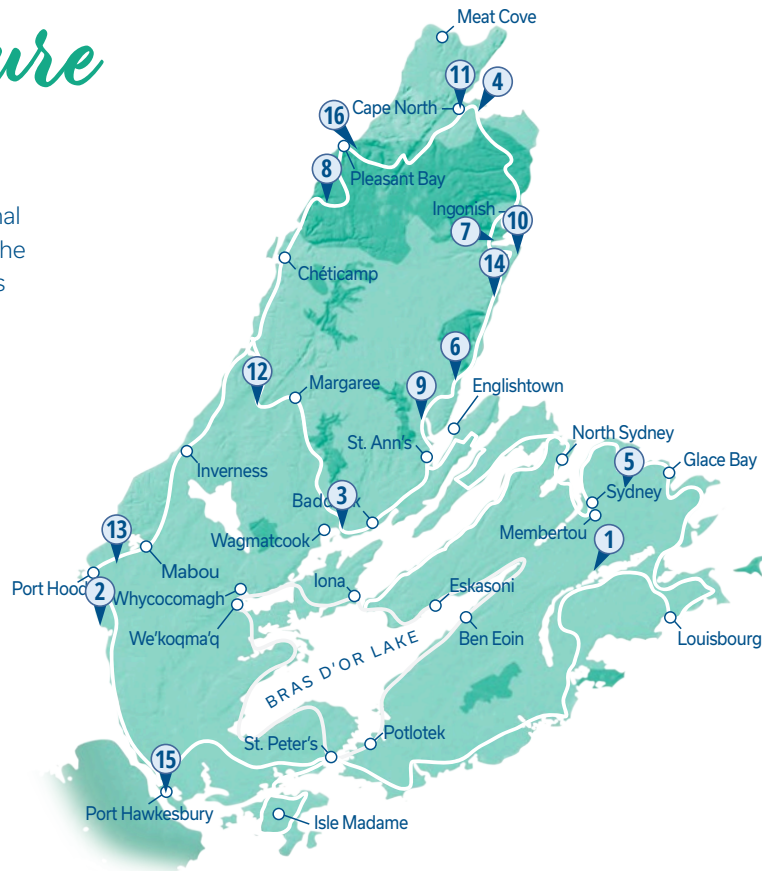 ure
nal
he
s
Meat Cove
11
4
Cape North
16
8
Pleasant Bay
Ingonish
10
7
14
Chéticamp
6
12
9
Margaree
Englishtown
St. Ann's
North Sydney
5
Glace Bay
Inverness
3
Sydney
Wagmatcook
Membertou
13
1
Mabou
Port Hood
2
Whycocomagh
Iona
Eskasoni
We'koqma'q
Ben Eoin
Louisbourg
BRAS D'OR LAKE
St. Peter's
Potlotek
15
Port Hawkesbury
Isle Madame